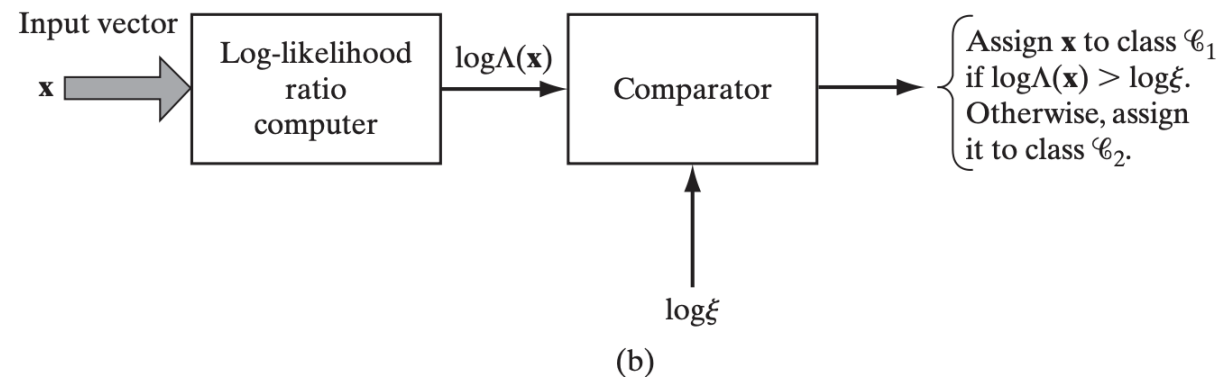 Input vector
x
Log-likelihood
ratio
computer
logΛ(x)
Comparator
Assign x to class 𝒞₁
if logΛ(x) > logξ.
Otherwise, assign
it to class 𝒞₂.
logξ
(b)